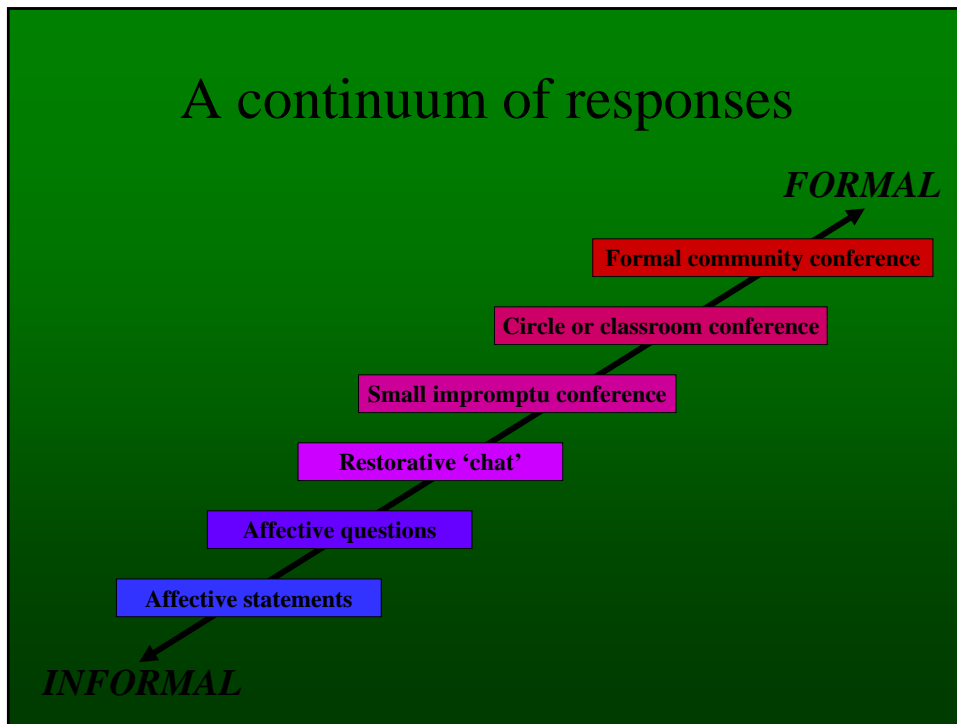 A continuum of responses
FORMAL
Formal community conference
Circle or classroom conference
Small impromptu conference
Restorative ‘chat’
Affective questions
Affective statements
INFORMAL